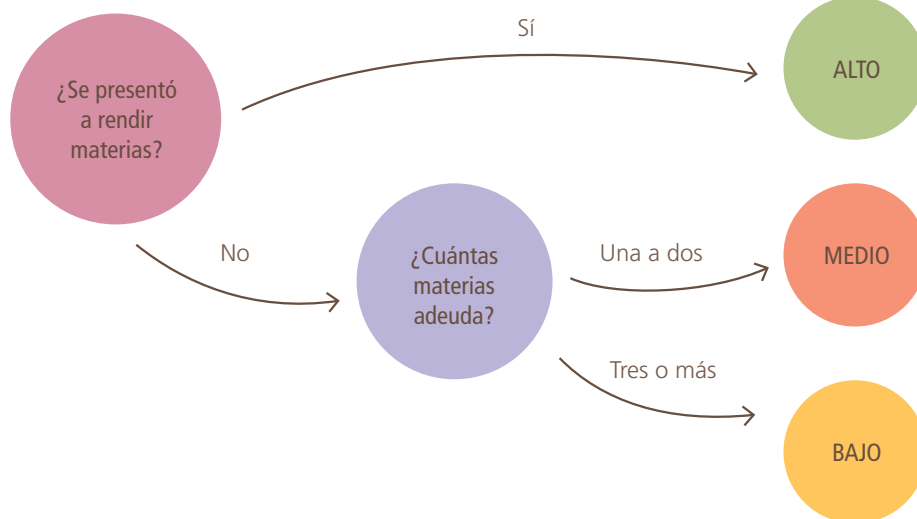 Sí
¿Se presentó
a rendir
materias?
ALTO
No
¿Cuántas
materias
adeuda?
Una a dos
MEDIO
Tres o más
BAJO